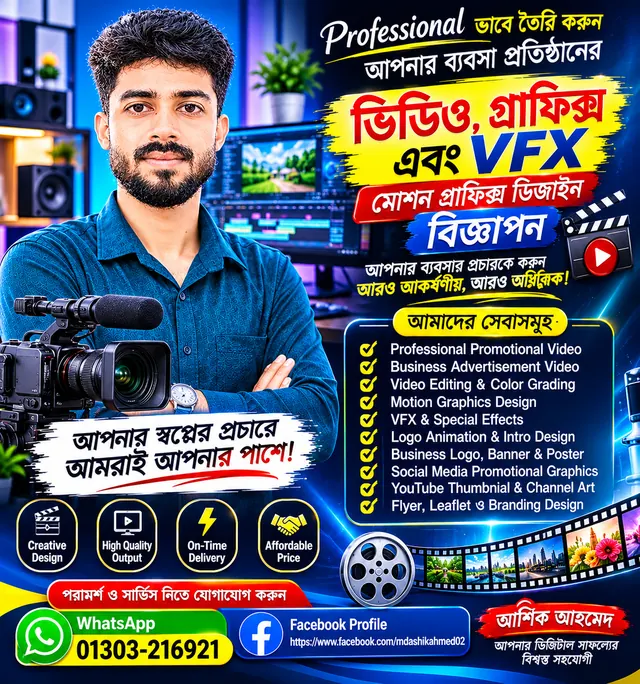 Professional ভাবে তৈরি করুন
আপনার ব্যবসা প্রতিষ্ঠানের
ভিডিও, গ্রাফিক্স
এবং VFX
মোশন গ্রাফিক্স ডিজাইন
বিজ্ঞাপন
আপনার ব্যবসার প্রচারকে করুন
আরও আকর্ষণীয়, আরও
আমাদের সেবাসমূহ
Professional Promotional Video
Business Advertisement Video
Video Editing & Color Grading
Motion Graphics Design
VFX & Special Effects
Logo Animation & Intro Design
Business Logo, Banner & Poster
Social Media Promotional Graphics
YouTube Thumbnial & Channel Art
Flyer, Leaflet ও Branding Design
আপনার স্বপ্নের প্রচারে
আমরাই আপনার পাশে!
Creative
Design
High Quality
Output
On-Time
Delivery
Affordable
Price
পরামর্শ ও সার্ভিস নিতে যোগাযোগ করুন
WhatsApp
01303-216921
Facebook Profile
https://www.facebook.com/mdashikahmed02
আর্শিক আহমেদ
আপনার ডিজিটাল সাফল্যের
বিশ্বস্ত সহযোগী